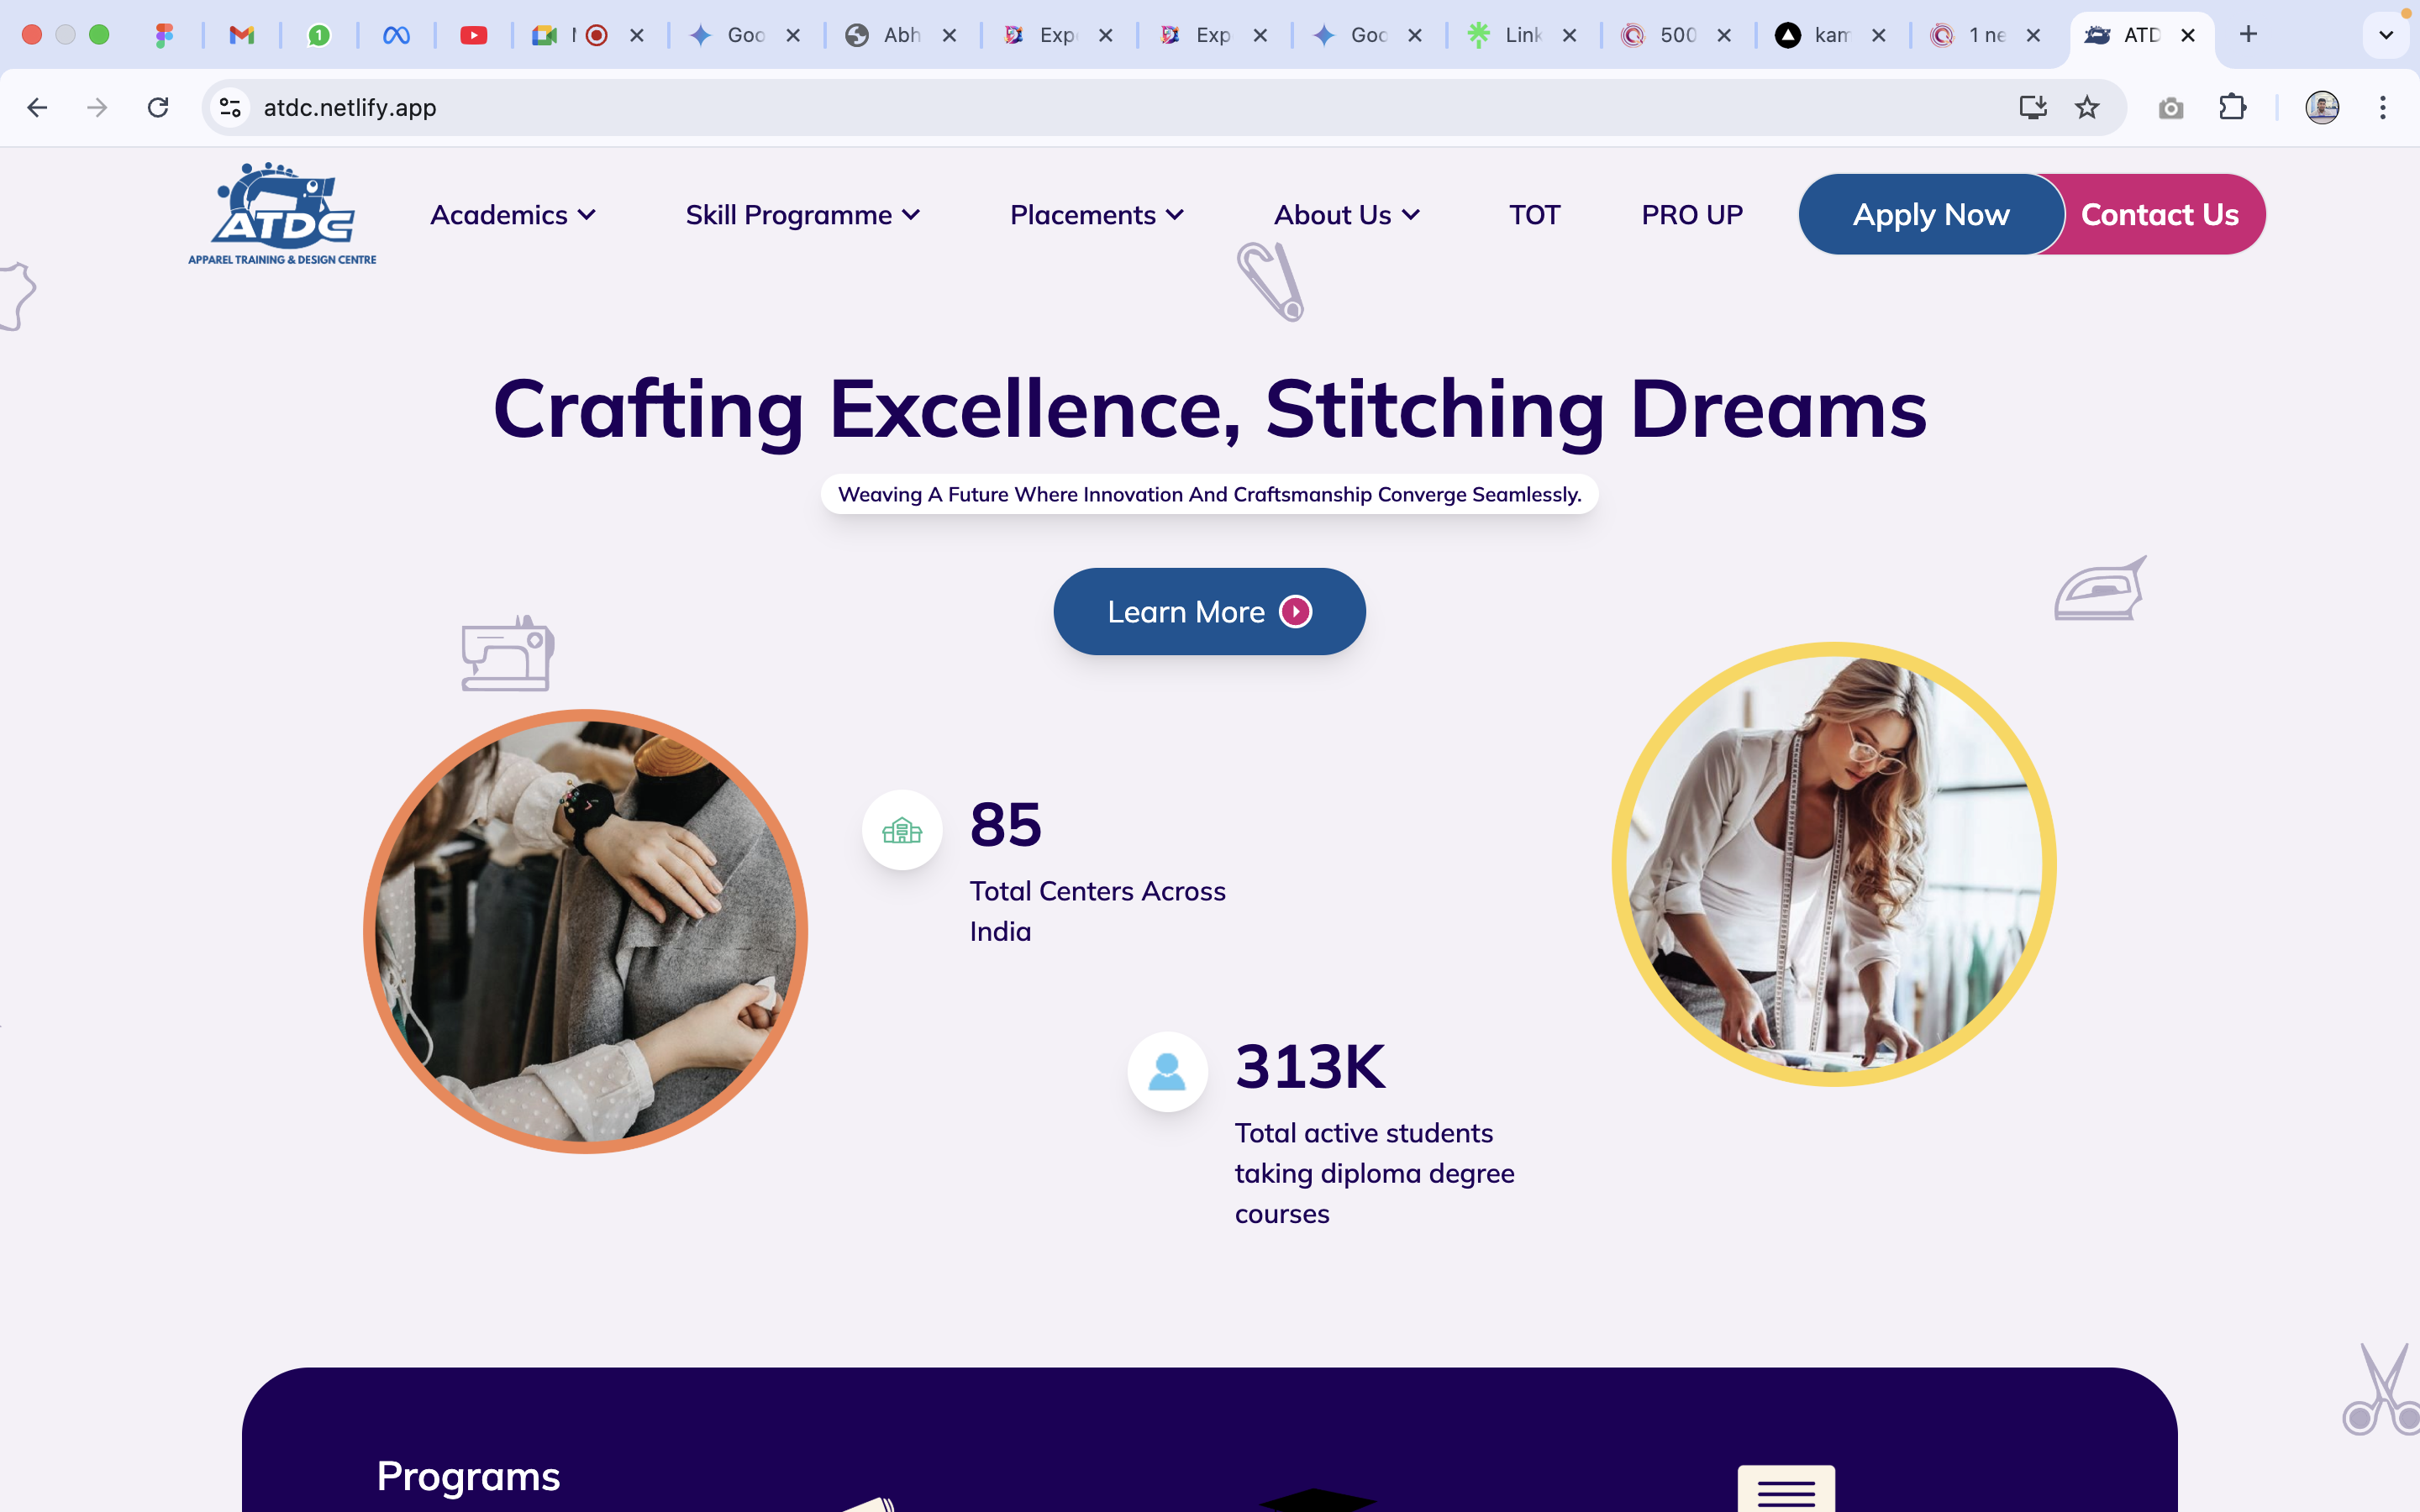 1
Goo
Abh
Exp
Exp
Goo
Link
500
kam
1 ne
ATD
atdc.netlify.app
ATDC
APPAREL TRAINING & DESIGN CENTRE
Academics
Skill Programme
Placements
About Us
TOT
PRO UP
Apply Now
Contact Us
Crafting Excellence, Stitching Dreams
Weaving A Future Where Innovation And Craftsmanship Converge Seamlessly.
Learn More
85
Total Centers Across
India
313K
Total active students
taking diploma degree
courses
Programs